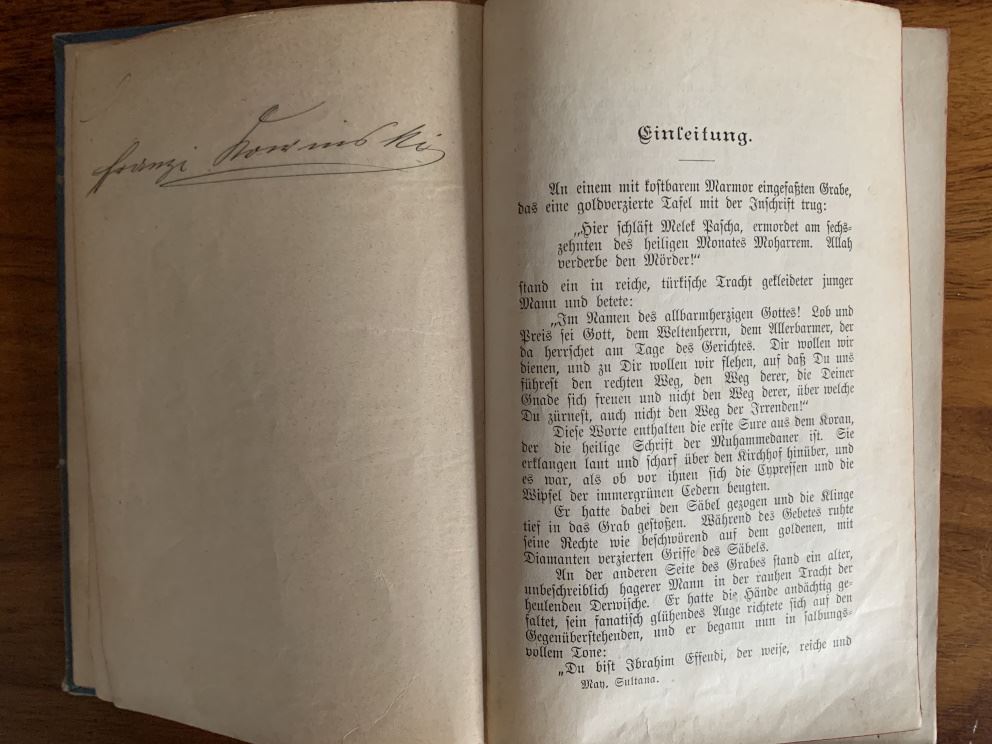 Franzi Kowinski
Einleitung.
An einem mit kostbarem Marmor eingefaßten Grabe,
das eine goldverzierte Tafel mit der Inschrift trug:
„Hier schläft Melek Pascha, ermordet am sechs-
zehnten des heiligen Monates Moharrem. Allah
verderbe den Mörder!“
stand ein in reiche, türkische Tracht gekleideter junger
Mann und betete:
„Im Namen des allbarmherzigen Gottes! Lob und
Preis sei Gott, dem Weltenherrn, dem Allerbarmer, der
da herrschet am Tage des Gerichtes. Dir wollen wir
dienen, und zu Dir wollen wir flehen, auf daß Du uns
führest den rechten Weg, den Weg derer, die Deiner
Gnade sich freuen und nicht den Weg derer, über welche
Du zürnest, auch nicht den Weg der Irrenden!“
Diese Worte enthalten die erste Sure aus dem Koran,
der die heilige Schrift der Muhammedaner ist. Sie
erklangen laut und scharf über den Kirchhof hinüber, und
es war, als ob vor ihnen sich die Cypressen und die
Wipfel der immergrünen Cedern beugten.
Er hatte dabei den Säbel gezogen und die Klinge
tief in das Grab gestoßen. Während des Gebetes ruhte
seine Rechte wie beschwörend auf dem goldenen, mit
Diamanten verzierten Griffe des Säbels.
An der anderen Seite des Grabes stand ein alter,
unbeschreiblich hagerer Mann in der rauhen Tracht der
heulenden Derwische. Er hatte die Hände andächtig ge-
faltet, sein fanatisch glühendes Auge richtete sich auf den
Gegenüberstehenden, und er begann nun in salbungs-
vollem Tone:
„Du bist Ibrahim Effendi, der weise, reiche und
May. Sultana.